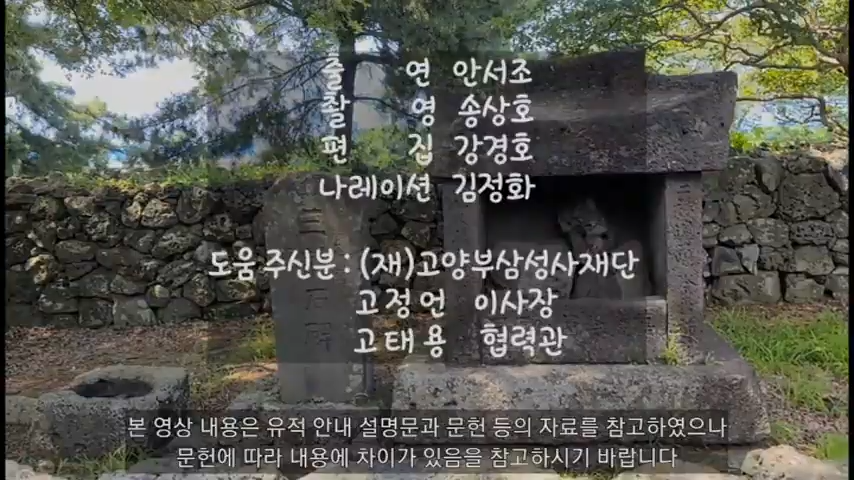 출 연 안서조
촬 영 송상호
편 집 강경호
나레이션 김정화
도움 주신분 : (재)고양부삼성사재단
고정언 이사장
고태용 협력관
三
石
본 영상 내용은 유적 안내 설명문과 문헌 등의 자료를 참고하였으나
문헌에 따라 내용에 차이가 있음을 참고하시기 바랍니다